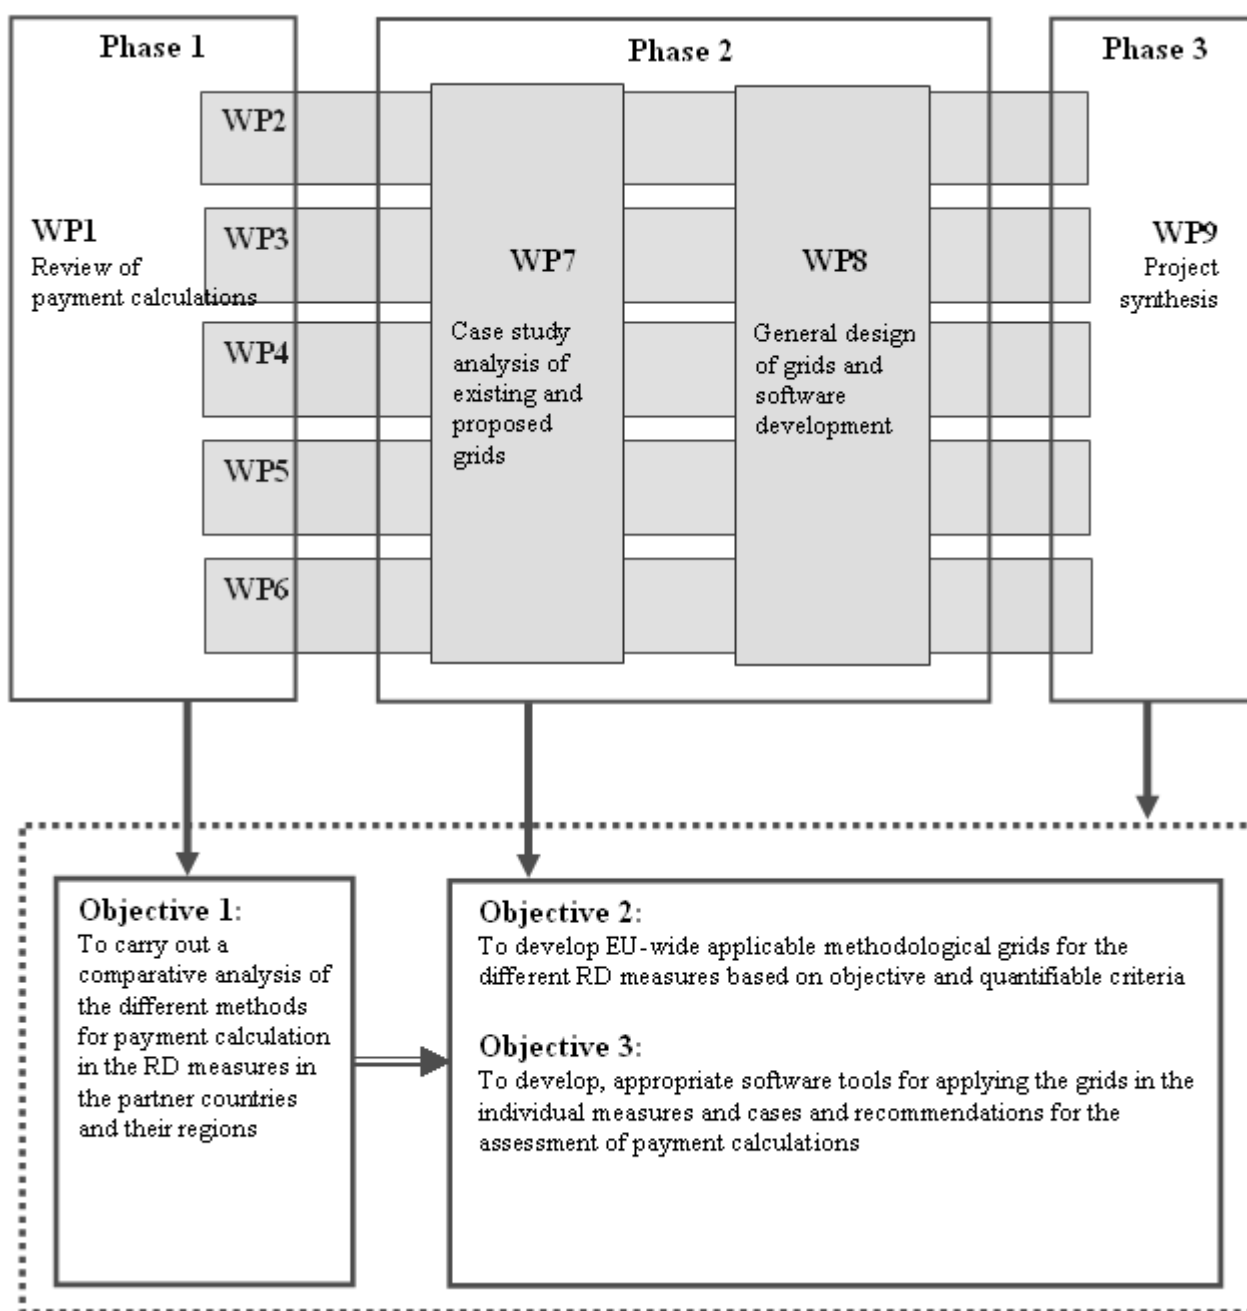 Phase 1
Phase 2
Phase 3
WP2
WP1
Review of
payment calculations
WP3
WP4
WP5
WP6
WP7
Case study
analysis of
existing and
proposed
grids
WP8
General design
of grids and
software
development
WP9
Project
synthesis
Objective 1:
To carry out a
comparative analysis of
the different methods
for payment calculation
in the RD measures in
the partner countries
and their regions
Objective 2:
To develop EU-wide applicable methodological grids for the
different RD measures based on objective and quantifiable criteria
Objective 3:
To develop, appropriate software tools for applying the grids in the
individual measures and cases and recommendations for the
assessment of payment calculations